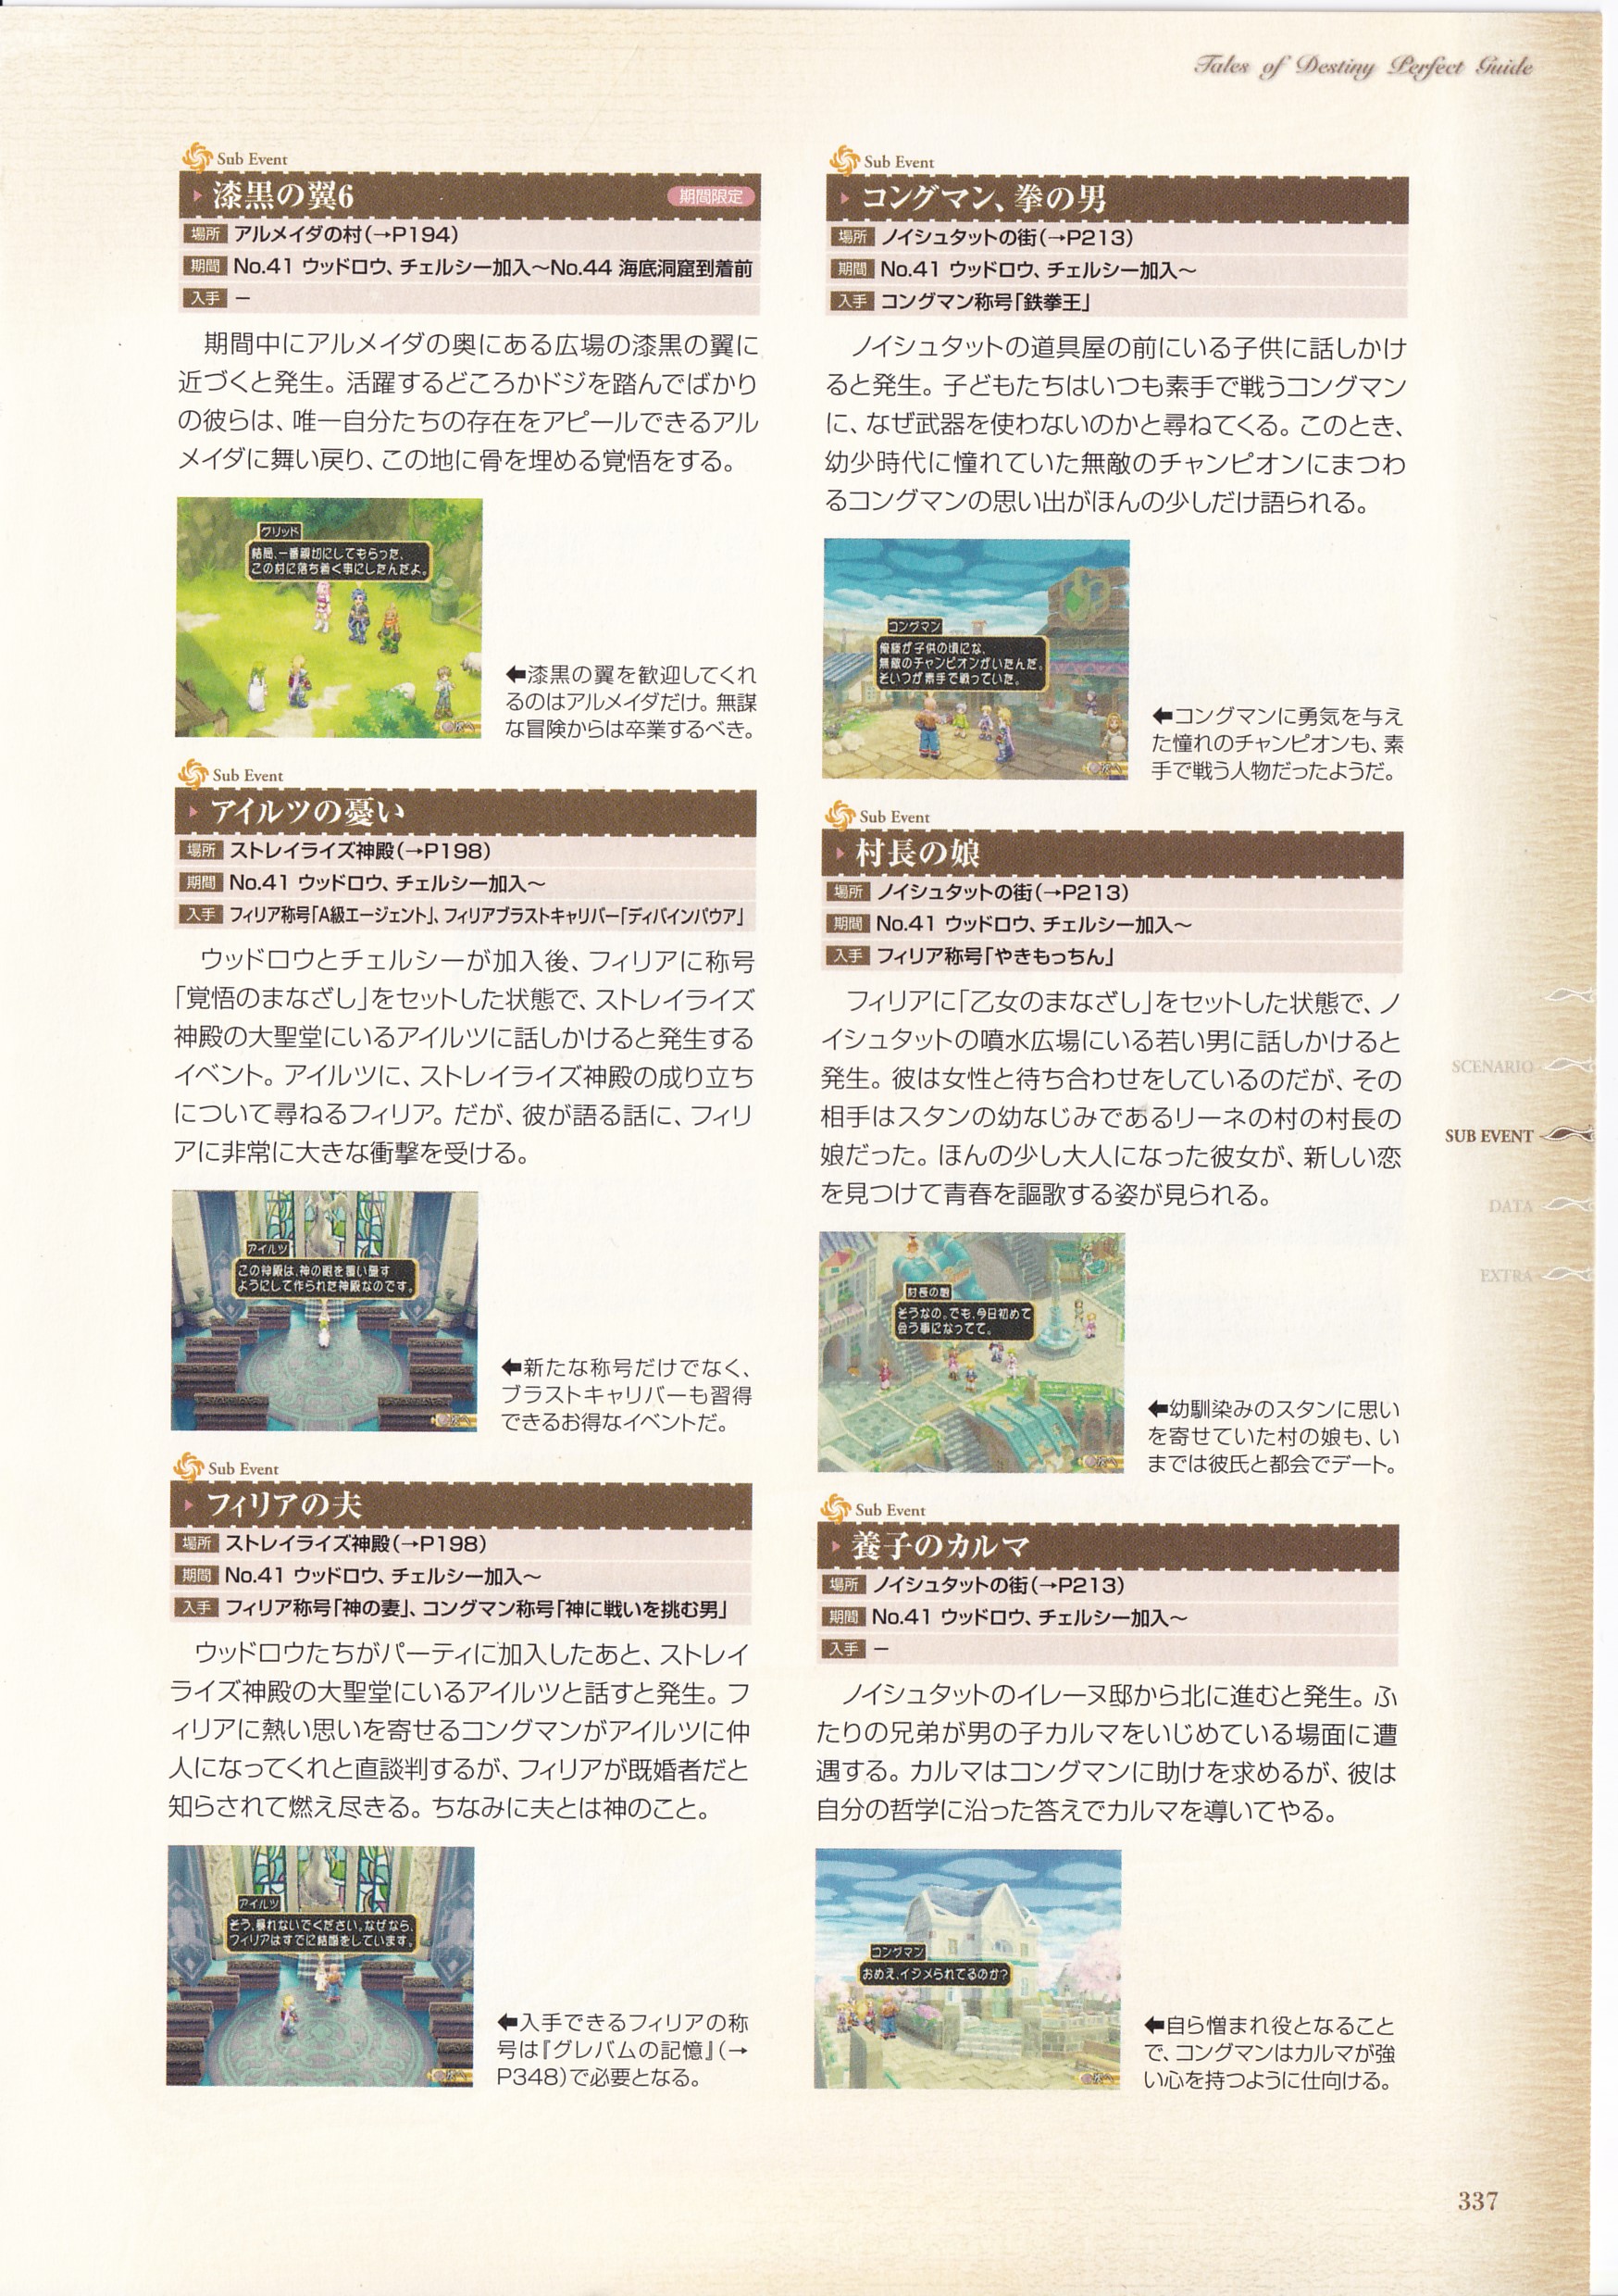 Tales of Destiny Perfect Guide
Sub Event
漆黒の翼6
期間限定
場所 アルメイダの村(→P194)
期間 No.41 ウッドロウ、チェルシー加入〜No.44 海底洞窟到着前
入手 −
期間中にアルメイダの奥にある広場の漆黒の翼に
近づくと発生。活躍するどころかドジを踏んでばかり
の彼らは、唯一自分たちの存在をアピールできるアル
メイダに舞い戻り、この地に骨を埋める覚悟をする。
グリッド
結局、一番親切にしてもらった、
この村に落ち着く事にしたんだよ。
←漆黒の翼を歓迎してくれ
るのはアルメイダだけ。無謀
な冒険からは卒業するべき。
Sub Event
アイルツの憂い
場所 ストレイライズ神殿(→P198)
期間 No.41 ウッドロウ、チェルシー加入〜
入手 フィリア称号「A級エージェント」、フィリアブラストキャリバー「ディバインパウア」
ウッドロウとチェルシーが加入後、フィリアに称号
「覚悟のまなざし」をセットした状態で、ストレイライズ
神殿の大聖堂にいるアイルツに話しかけると発生する
イベント。アイルツに、ストレイライズ神殿の成り立ち
について尋ねるフィリア。だが、彼が語る話に、フィリ
アに非常に大きな衝撃を受ける。
アイルツ
この神殿は、神の眼を覆い隠す
ようにして作られた神殿なのです。
←新たな称号だけでなく、
ブラストキャリバーも習得
できるお得なイベントだ。
Sub Event
フィリアの夫
場所 ストレイライズ神殿(→P198)
期間 No.41 ウッドロウ、チェルシー加入〜
入手 フィリア称号「神の妻」、コングマン称号「神に戦いを挑む男」
ウッドロウたちがパーティに加入したあと、ストレイ
ライズ神殿の大聖堂にいるアイルツと話すと発生。フ
ィリアに熱い思いを寄せるコングマンがアイルツに仲
人になってくれと直談判するが、フィリアが既婚者だと
知らされて燃え尽きる。ちなみに夫とは神のこと。
アイルツ
そう、暴れないでください。なぜなら、
フィリアはすでに結婚をしています。
←入手できるフィリアの称
号は『グレバムの記憶』(→
P348)で必要となる。
Sub Event
コングマン、拳の男
場所 ノイシュタットの街(→P213)
期間 No.41 ウッドロウ、チェルシー加入〜
入手 コングマン称号「鉄拳王」
ノイシュタットの道具屋の前にいる子供に話しかけ
ると発生。子どもたちはいつも素手で戦うコングマン
に、なぜ武器を使わないのかと尋ねてくる。このとき、
幼少時代に憧れていた無敵のチャンピオンにまつわ
るコングマンの思い出がほんの少しだけ語られる。
コングマン
俺様が子供の頃にな、
無敵のチャンピオンがいたんだ。
そいつが素手で戦っていた。
←コングマンに勇気を与え
た憧れのチャンピオンも、素
手で戦う人物だったようだ。
Sub Event
村長の娘
場所 ノイシュタットの街(→P213)
期間 No.41 ウッドロウ、チェルシー加入〜
入手 フィリア称号「やきもっちん」
フィリアに「乙女のまなざし」をセットした状態で、ノ
イシュタットの噴水広場にいる若い男に話しかけると
発生。彼は女性と待ち合わせをしているのだが、その
相手はスタンの幼なじみであるリーネの村の村長の
娘だった。ほんの少し大人になった彼女が、新しい恋
を見つけて青春を謳歌する姿が見られる。
村長の娘
そうなの。でも、今日初めて
会う事になってて。
←幼馴染みのスタンに思い
を寄せていた村の娘も、い
までは彼氏と都会でデート。
Sub Event
養子のカルマ
場所 ノイシュタットの街(→P213)
期間 No.41 ウッドロウ、チェルシー加入〜
入手 −
ノイシュタットのイレーヌ邸から北に進むと発生。ふ
たりの兄弟が男の子カルマをいじめている場面に遭
遇する。カルマはコングマンに助けを求めるが、彼は
自分の哲学に沿った答えでカルマを導いてやる。
コングマン
おめえ、イジメられてるのか?
←自ら憎まれ役となること
で、コングマンはカルマが強
い心を持つように仕向ける。
SCENARIO
SUB EVENT
DATA
EXTRA
337